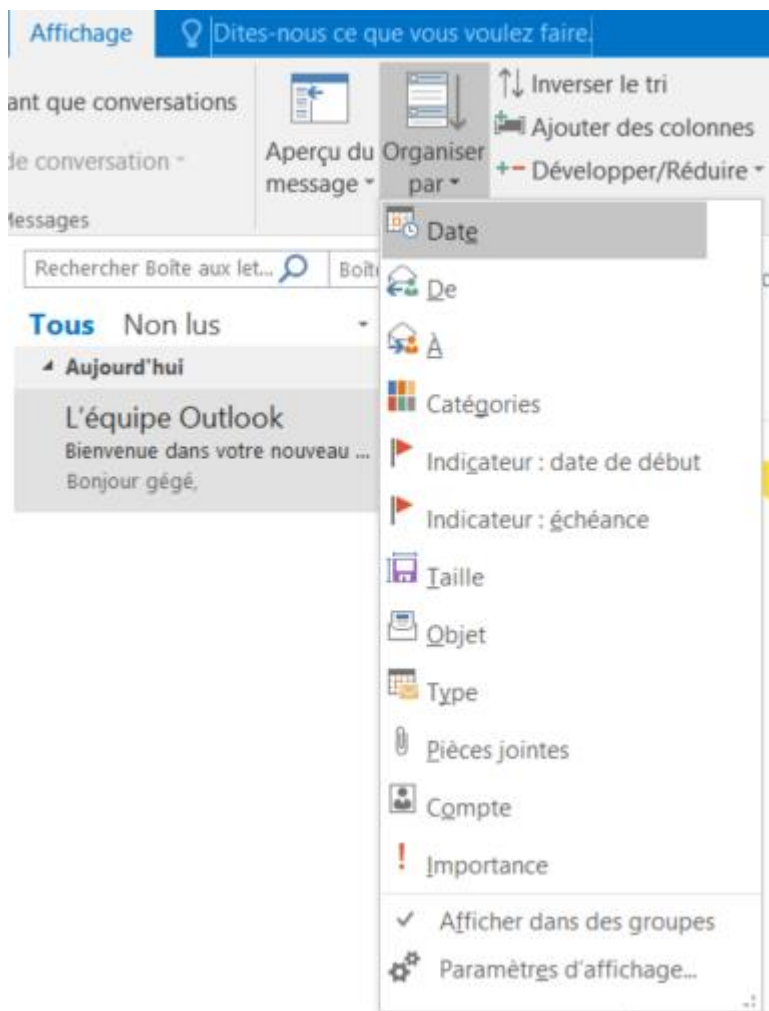 Affichage
Dites-nous ce que vous voulez faire.
ant que conversations
de conversation
Messages
Aperçu du
message
Organiser
par
Inverser le tri
Ajouter des colonnes
Développer/Réduire
Rechercher Boîte aux let...
Tous Non lus
Aujourd'hui
L'équipe Outlook
Bienvenue dans votre nouveau ...
Bonjour gégé,
Date
De
À
Catégories
Indicateur : date de début
Indicateur : échéance
Taille
Objet
Type
Pièces jointes
Compte
Importance
Afficher dans des groupes
Paramètres d'affichage...